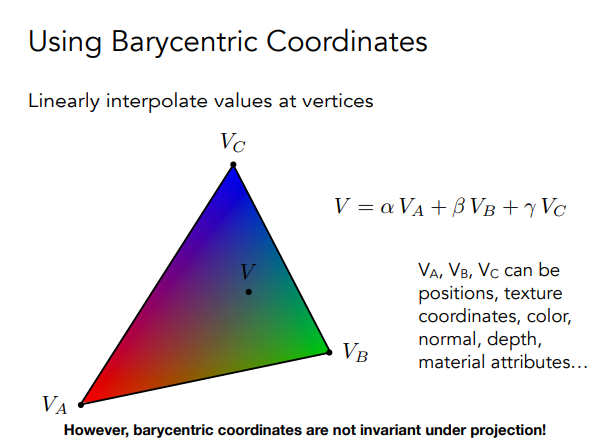 Using Barycentric Coordinates
Linearly interpolate values at vertices
V_C
V = α V_A + β V_B + γ V_C
V
V_A, V_B, V_C can be
positions, texture
coordinates, color,
normal, depth,
material attributes…
V_B
V_A
However, barycentric coordinates are not invariant under projection!